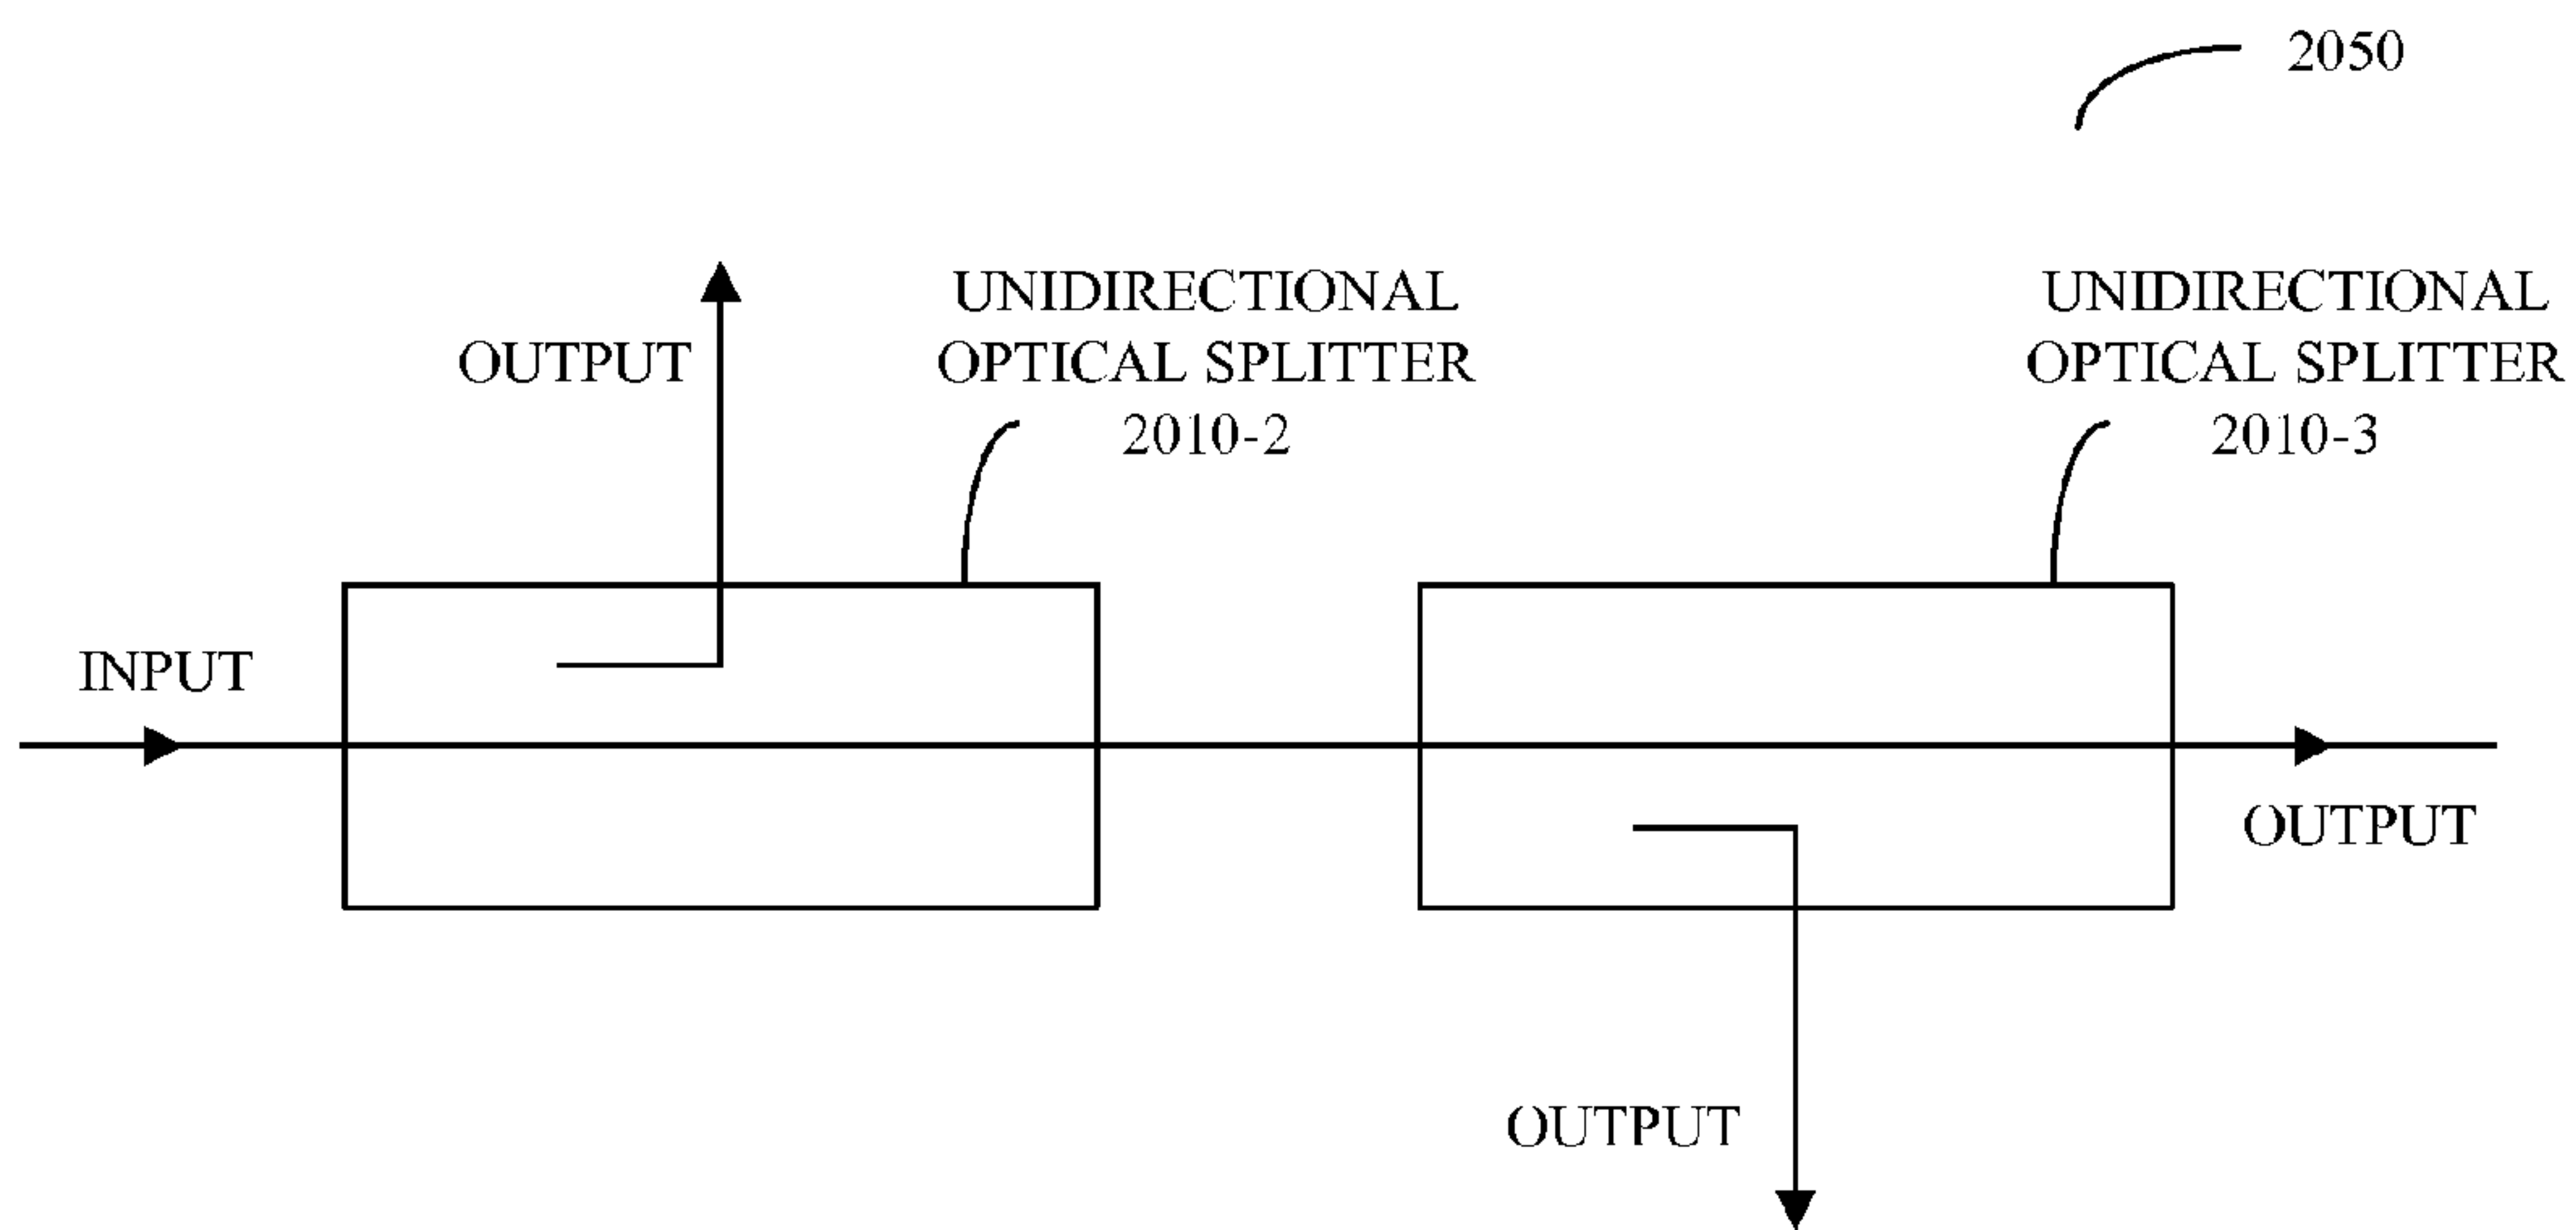 2050
UNIDIRECTIONAL
OPTICAL SPLITTER
2010-2
UNIDIRECTIONAL
OPTICAL SPLITTER
2010-3
OUTPUT
INPUT
OUTPUT
OUTPUT